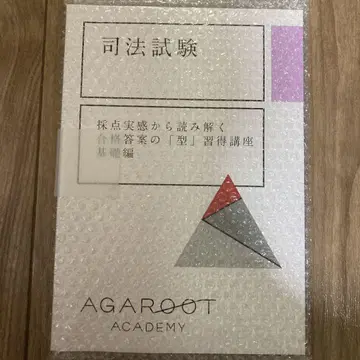 司法試験
採点実感から読み解く
合格答案の「型」習得講座
基礎編
AGAROOT
ACADEMY